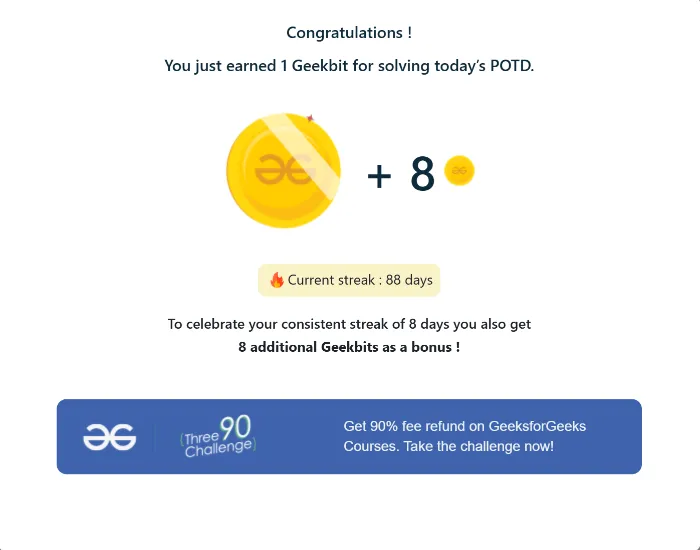 Congratulations !
You just earned 1 Geekbit for solving today's POTD.
+ 8
Current streak : 88 days
To celebrate your consistent streak of 8 days you also get
8 additional Geekbits as a bonus !
Three 90
Challenge
Get 90% fee refund on GeeksforGeeks
Courses. Take the challenge now!